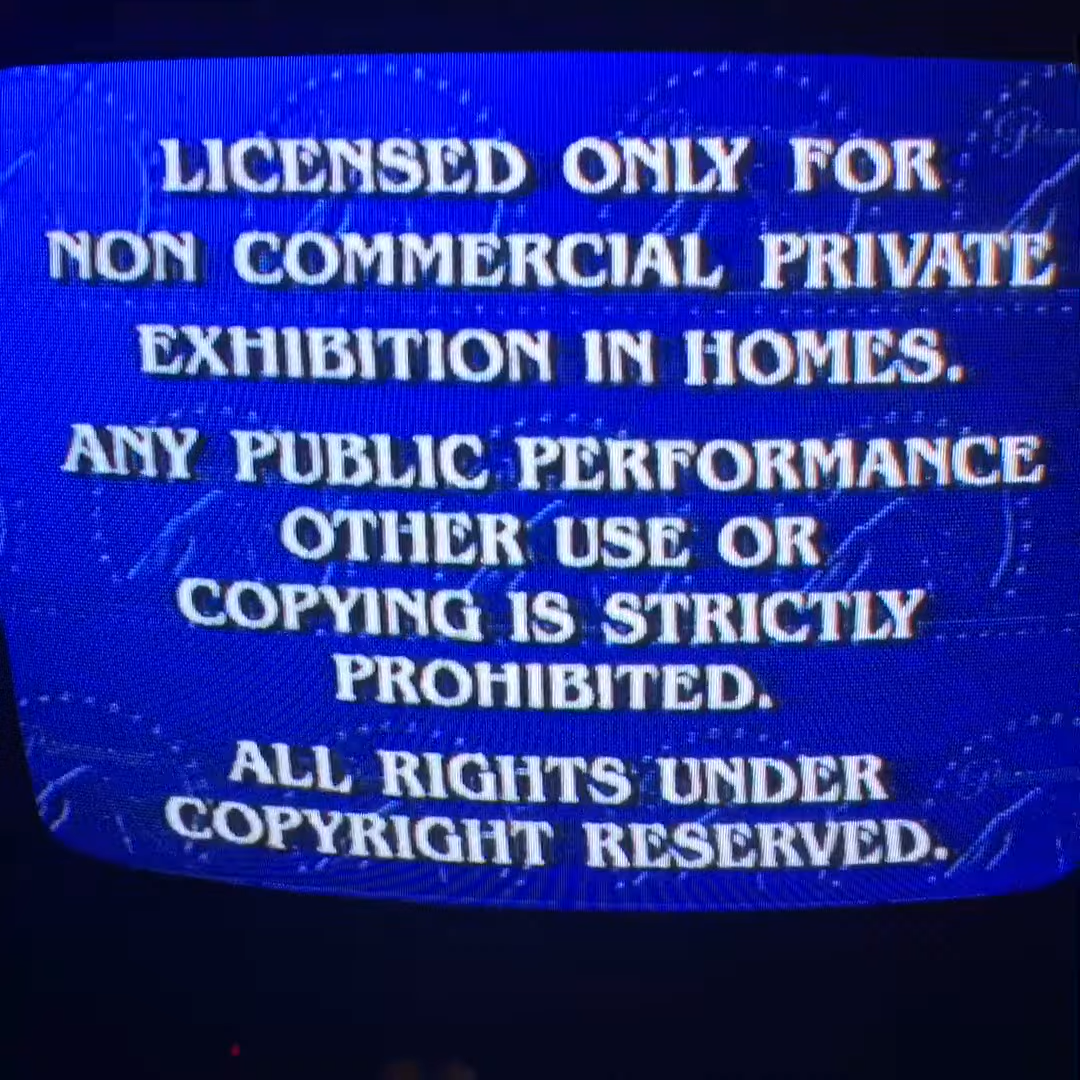 LICENSED ONLY FOR
NON COMMERCIAL PRIVATE
EXHIBITION IN HOMES.
ANY PUBLIC PERFORMANCE
OTHER USE OR
COPYING IS STRICTLY
PROHIBITED.
ALL RIGHTS UNDER
COPYRIGHT RESERVED.